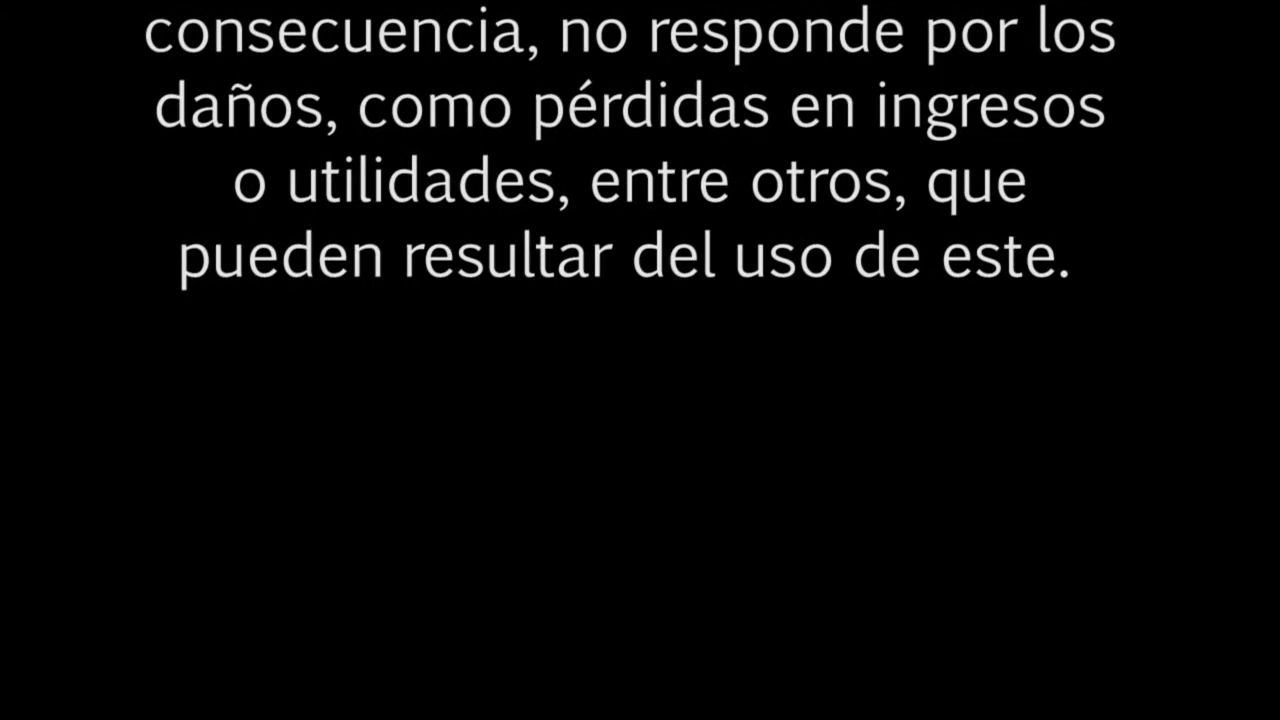 consecuencia, no responde por los
daños, como pérdidas en ingresos
o utilidades, entre otros, que
pueden resultar del uso de este.